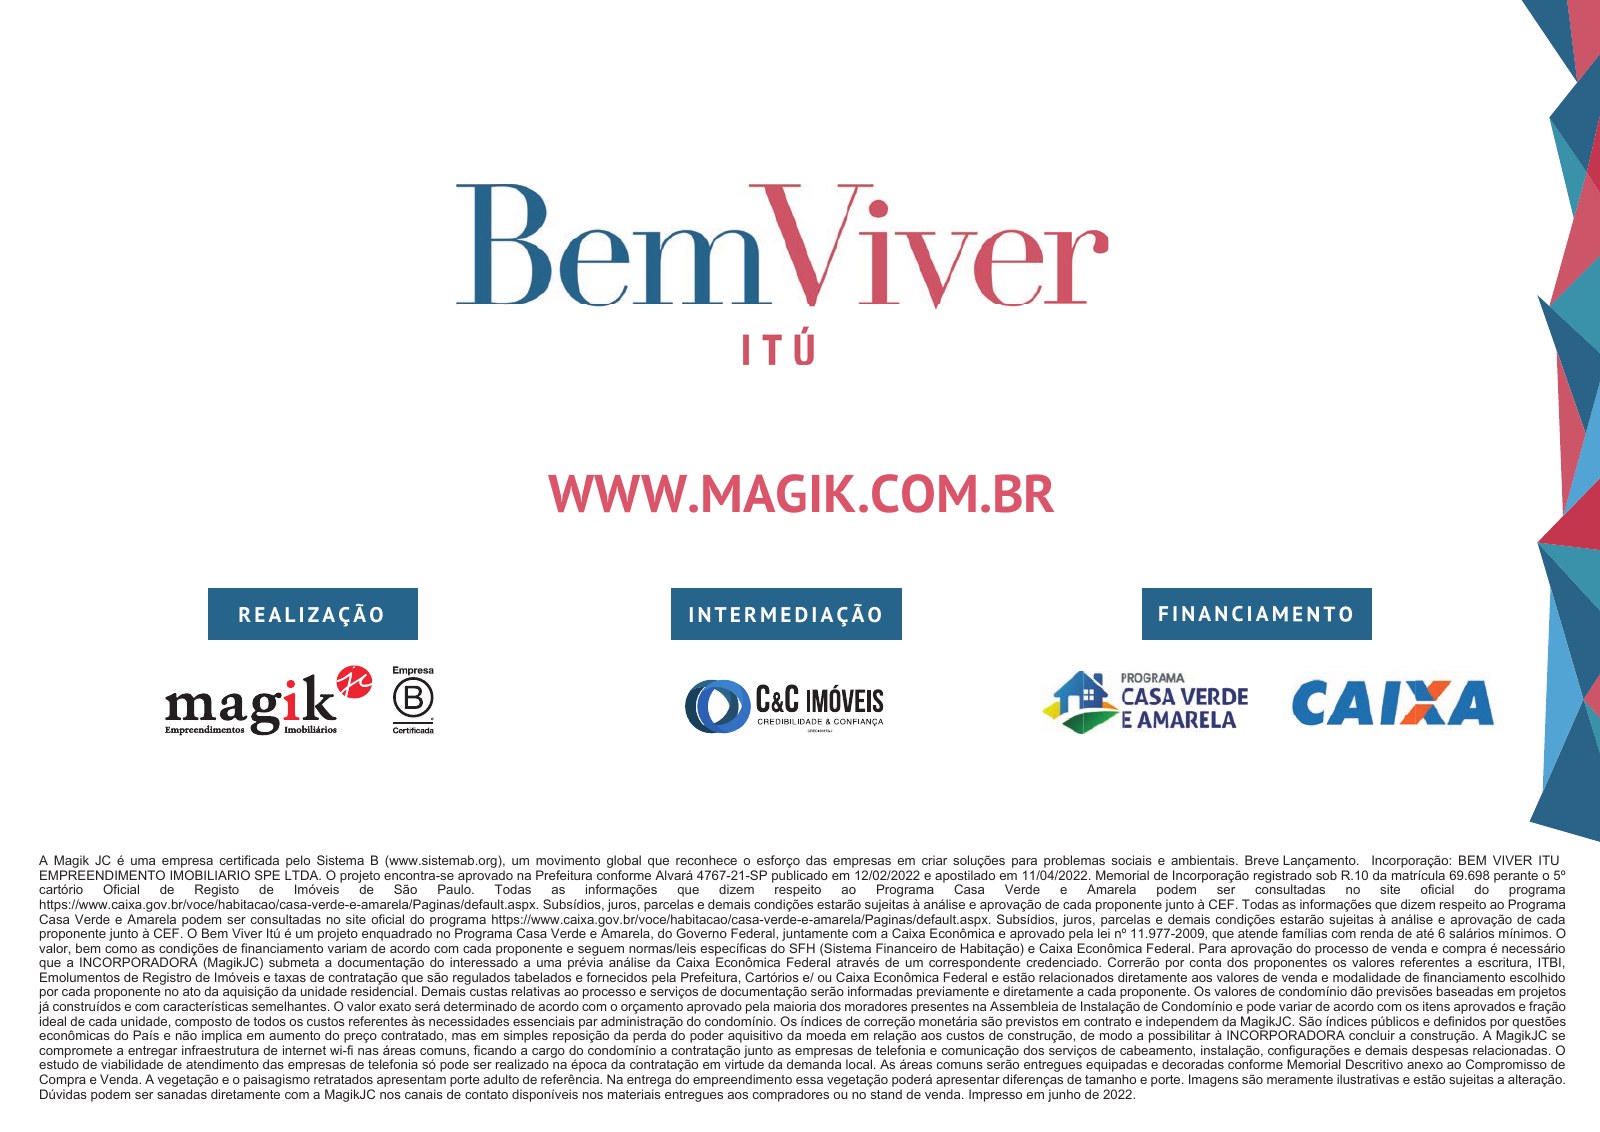 BemViver
ITÚ
WWW.MAGIK.COM.BR
REALIZAÇÃO
INTERMEDIAÇÃO
FINANCIAMENTO
magik jc
Empreendimentos Imobiliários
Empresa
B
Certificada
C&C IMÓVEIS
CREDIBILIDADE & CONFIANÇA
PROGRAMA
CASA VERDE
E AMARELA
CAIXA
A Magik JC é uma empresa certificada pelo Sistema B (www.sistemab.org), um movimento global que reconhece o esforço das empresas em criar soluções para problemas sociais e ambientais. Breve Lançamento. Incorporação: BEM VIVER ITU
EMPREENDIMENTO IMOBILIARIO SPE LTDA. O projeto encontra-se aprovado na Prefeitura conforme Alvará 4767-21-SP publicado em 12/02/2022 e apostilado em 11/04/2022. Memorial de Incorporação registrado sob R.10 da matrícula 69.698 perante o 5º
cartório Oficial de Registo de Imóveis de São Paulo. Todas as informações que dizem respeito ao Programa Casa Verde e Amarela podem ser consultadas no site oficial do programa
https://www.caixa.gov.br/voce/habitacao/casa-verde-e-amarela/Paginas/default.aspx. Subsídios, juros, parcelas e demais condições estarão sujeitas à análise e aprovação de cada proponente junto à CEF. Todas as informações que dizem respeito ao Programa
Casa Verde e Amarela podem ser consultadas no site oficial do programa https://www.caixa.gov.br/voce/habitacao/casa-verde-e-amarela/Paginas/default.aspx. Subsídios, juros, parcelas e demais condições estarão sujeitas à análise e aprovação de cada
proponente junto à CEF. O Bem Viver Itú é um projeto enquadrado no Programa Casa Verde e Amarela, do Governo Federal, juntamente com a Caixa Econômica e aprovado pela lei nº 11.977-2009, que atende famílias com renda de até 6 salários mínimos. O
valor, bem como as condições de financiamento variam de acordo com cada proponente e seguem normas/leis específicas do SFH (Sistema Financeiro de Habitação) e Caixa Econômica Federal. Para aprovação do processo de venda e compra é necessário
que a INCORPORADORA (MagikJC) submeta a documentação do interessado a uma prévia análise da Caixa Econômica Federal através de um correspondente credenciado. Correrão por conta dos proponentes os valores referentes a escritura, ITBI,
Emolumentos de Registro de Imóveis e taxas de contratação que são regulados tabelados e fornecidos pela Prefeitura, Cartórios e/ ou Caixa Econômica Federal e estão relacionados diretamente aos valores de venda e modalidade de financiamento escolhido
por cada proponente no ato da aquisição da unidade residencial. Demais custas relativas ao processo e serviços de documentação serão informadas previamente e diretamente a cada proponente. Os valores de condomínio dão previsões baseadas em projetos
já construídos e com características semelhantes. O valor exato será determinado de acordo com o orçamento aprovado pela maioria dos moradores presentes na Assembleia de Instalação de Condomínio e pode variar de acordo com os itens aprovados e fração
ideal de cada unidade, composto de todos os custos referentes às necessidades essenciais par administração do condomínio. Os índices de correção monetária são previstos em contrato e independem da MagikJC. São índices públicos e definidos por questões
econômicas do País e não implica em aumento do preço contratado, mas em simples reposição da perda do poder aquisitivo da moeda em relação aos custos de construção, de modo a possibilitar à INCORPORADORA concluir a construção. A MagikJC se
compromete a entregar infraestrutura de internet wi-fi nas áreas comuns, ficando a cargo do condomínio a contratação junto as empresas de telefonia e comunicação dos serviços de cabeamento, instalação, configurações e demais despesas relacionadas. O
estudo de viabilidade de atendimento das empresas de telefonia só pode ser realizado na época da contratação em virtude da demanda local. As áreas comuns serão entregues equipadas e decoradas conforme Memorial Descritivo anexo ao Compromisso de
Compra e Venda. A vegetação e o paisagismo retratados apresentam porte adulto de referência. Na entrega do empreendimento essa vegetação poderá apresentar diferenças de tamanho e porte. Imagens são meramente ilustrativas e estão sujeitas a alteração.
Dúvidas podem ser sanadas diretamente com a MagikJC nos canais de contato disponíveis nos materiais entregues aos compradores ou no stand de venda. Impresso em junho de 2022.